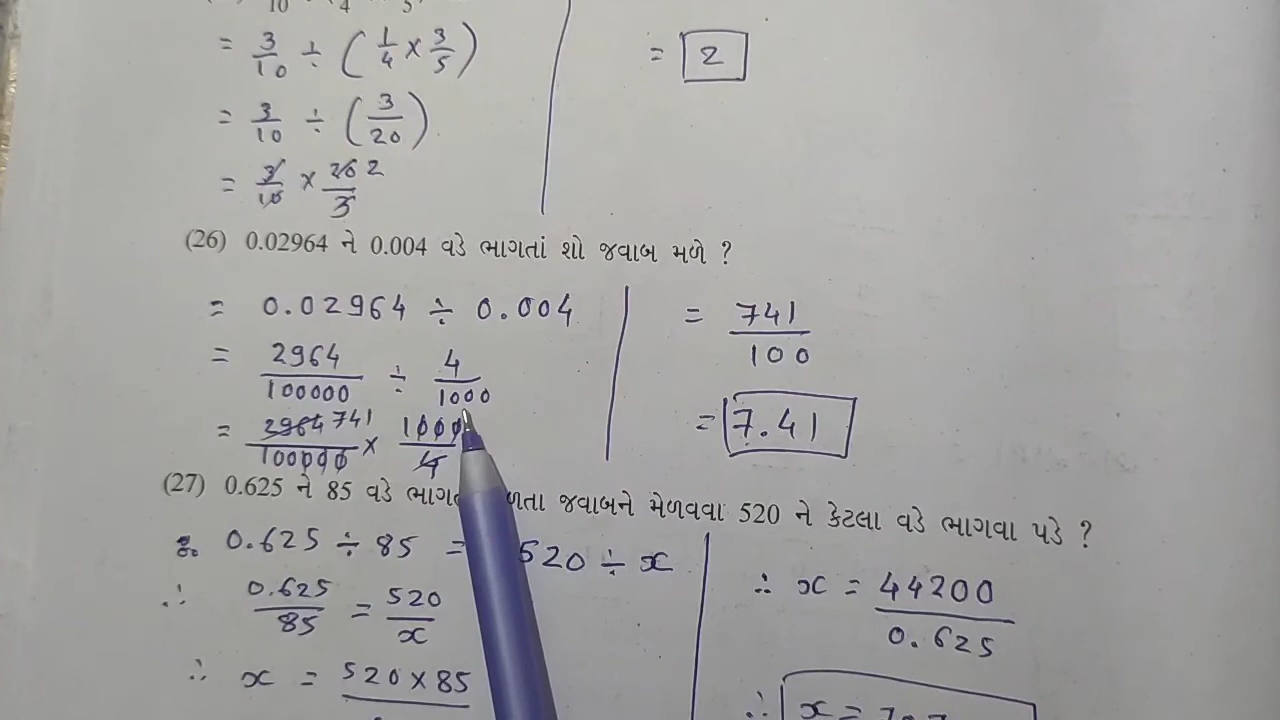 10 4 5
= 3/10 ÷ (1/4 × 3/5)
= 3/10 ÷ (3/20)
= 3/10 × 20/3 2
= 2
(26) 0.02964 ને 0.004 વડે ભાગતાં શો જવાબ મળે ?
= 0.02964 ÷ 0.004
= 2964/100000 ÷ 4/1000
= 2964 741/100000 × 1000/4
= 741/100
= 7.41
(27) 0.625 ને 85 વડે જવાબને મેળવવા 520 ને કેટલા વડે ભાગવા પડે ?
0.625 ÷ 85 = 520 ÷ x
∴ 0.625/85 = 520/x
∴ x = 520 × 85
∴ x = 44200/0.625
∴ x =